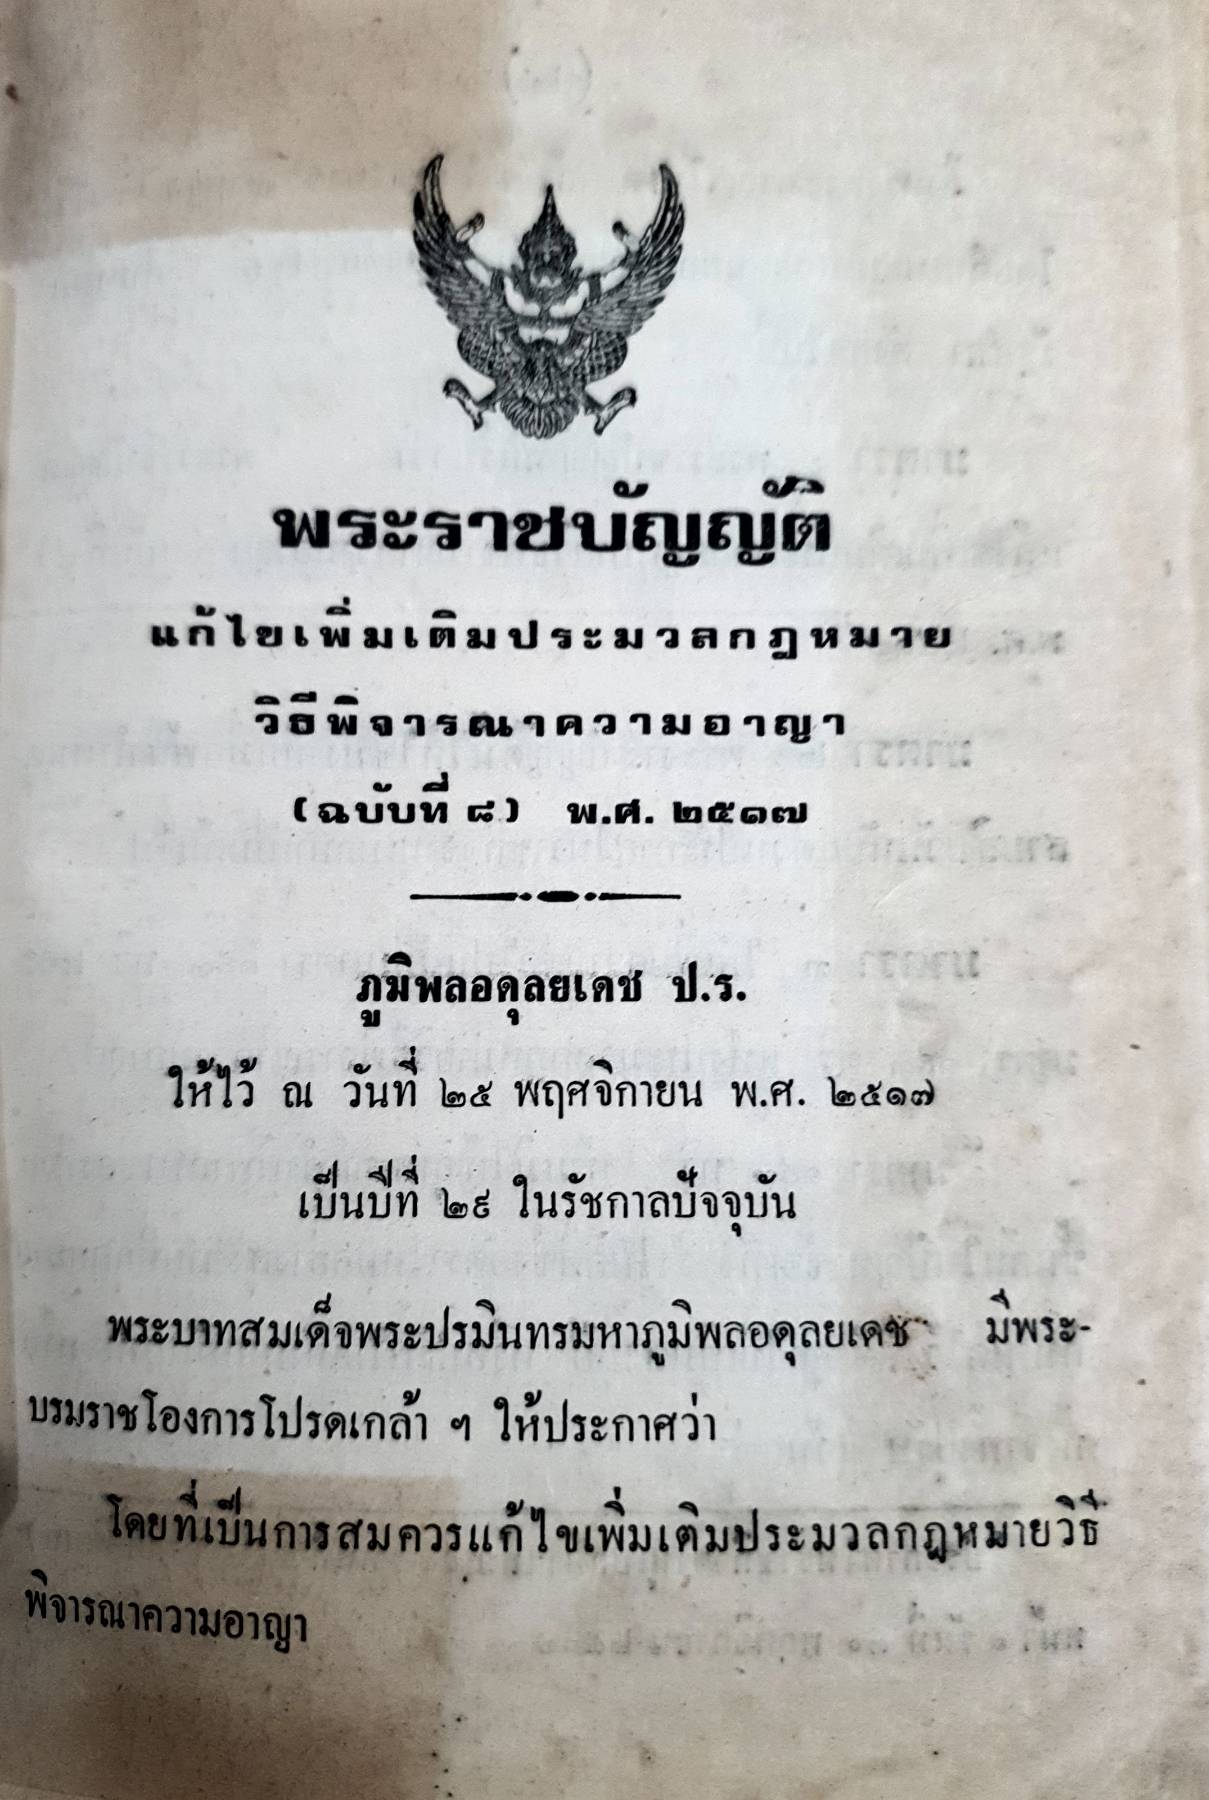 พระราชบัญญัติ
แก้ไขเพิ่มเติมประมวลกฎหมาย
วิธีพิจารณาความอาญา
(ฉบับที่ ๘) พ.ศ. ๒๕๑๗
ภูมิพลอดุลยเดช ป.ร.
ให้ไว้ ณ วันที่ ๒๕ พฤศจิกายน พ.ศ. ๒๕๑๗
เป็นปีที่ ๒๙ ในรัชกาลปัจจุบัน
พระบาทสมเด็จพระปรมินทรมหาภูมิพลอดุลยเดช มีพระ-
บรมราชโองการโปรดเกล้า ฯ ให้ประกาศว่า
โดยที่เป็นการสมควรแก้ไขเพิ่มเติมประมวลกฎหมายวิธี
พิจารณาความอาญา